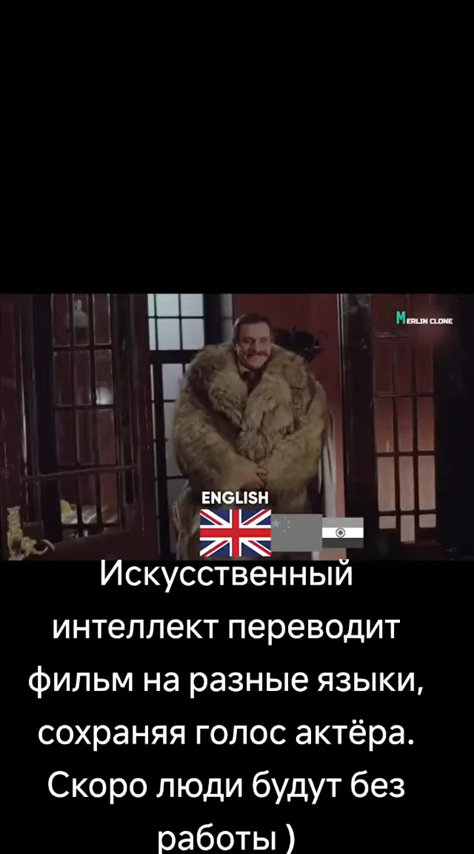 MERLIN CLONE
ENGLISH
Искусственный
интеллект переводит
фильм на разные языки,
сохраняя голос актёра.
Скоро люди будут без
работы )